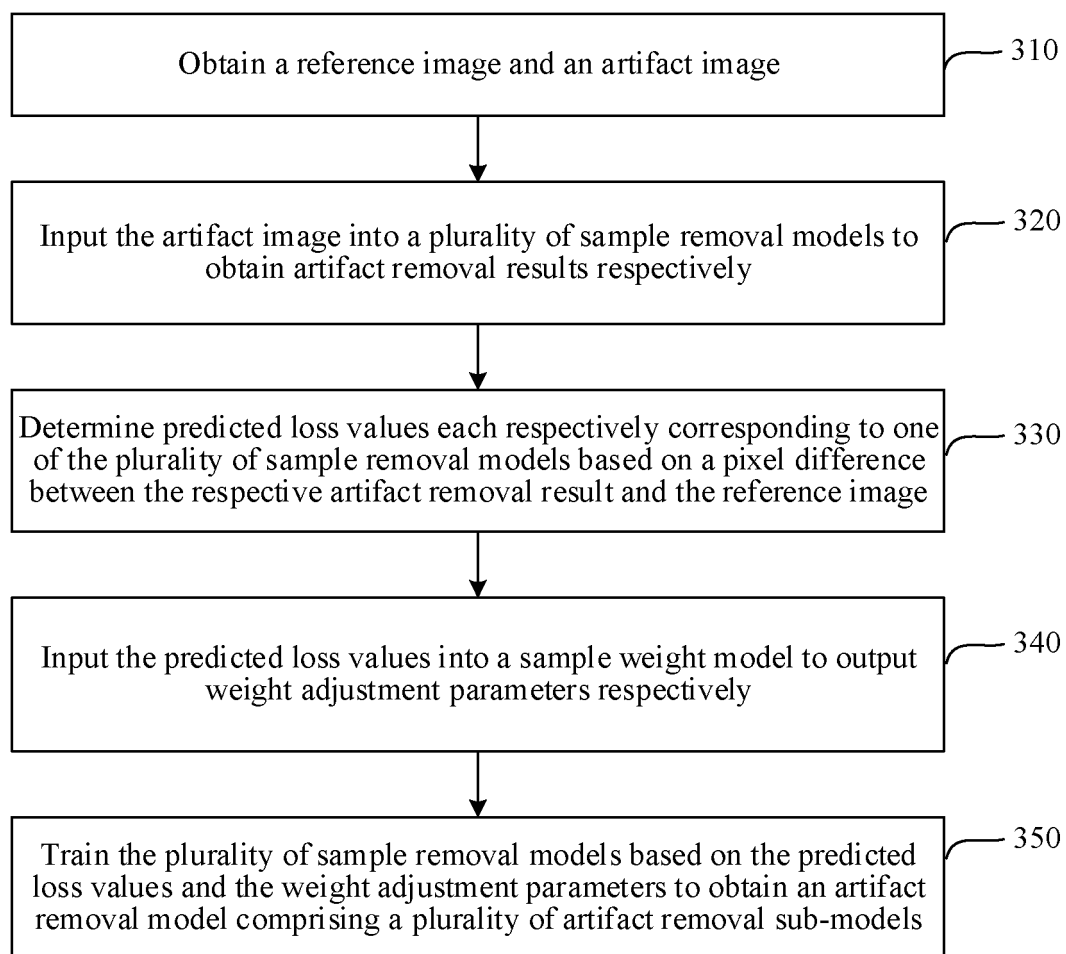 Obtain a reference image and an artifact image
310
Input the artifact image into a plurality of sample removal models to
obtain artifact removal results respectively
320
Determine predicted loss values each respectively corresponding to one
of the plurality of sample removal models based on a pixel difference
between the respective artifact removal result and the reference image
330
Input the predicted loss values into a sample weight model to output
weight adjustment parameters respectively
340
Train the plurality of sample removal models based on the predicted
loss values and the weight adjustment parameters to obtain an artifact
removal model comprising a plurality of artifact removal sub-models
350